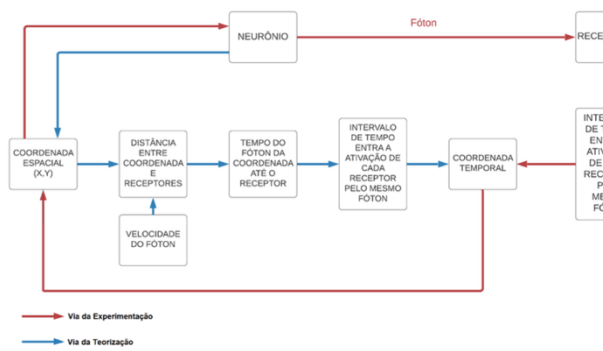 Fóton
NEURÔNIO
COORDENADA
ESPACIAL
(X,Y)
DISTÂNCIA
ENTRE
COORDENADA
E
RECEPTORES
TEMPO DO
FÓTON DA
COORDENADA
ATÉ O
RECEPTOR
INTERVALO
DE TEMPO
ENTRA A
ATIVAÇÃO DE
CADA
RECEPTOR
PELO MESMO
FÓTON
COORDENADA
TEMPORAL
VELOCIDADE
DO FÓTON
Via da Experimentação
Via da Teorização